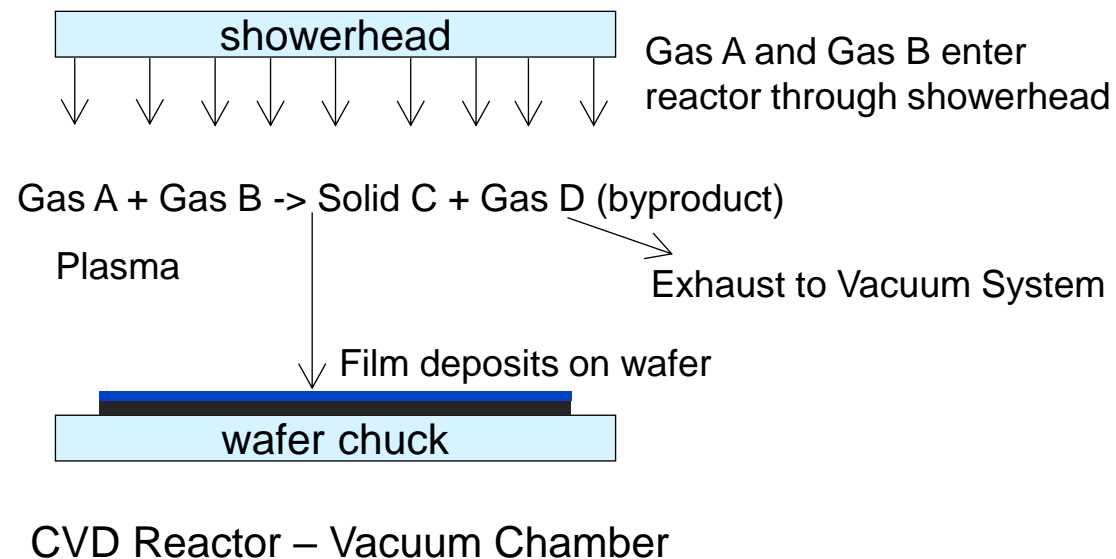 showerhead
Gas A and Gas B enter
reactor through showerhead
Gas A + Gas B -> Solid C + Gas D (byproduct)
Plasma
Exhaust to Vacuum System
Film deposits on wafer
wafer chuck
CVD Reactor – Vacuum Chamber